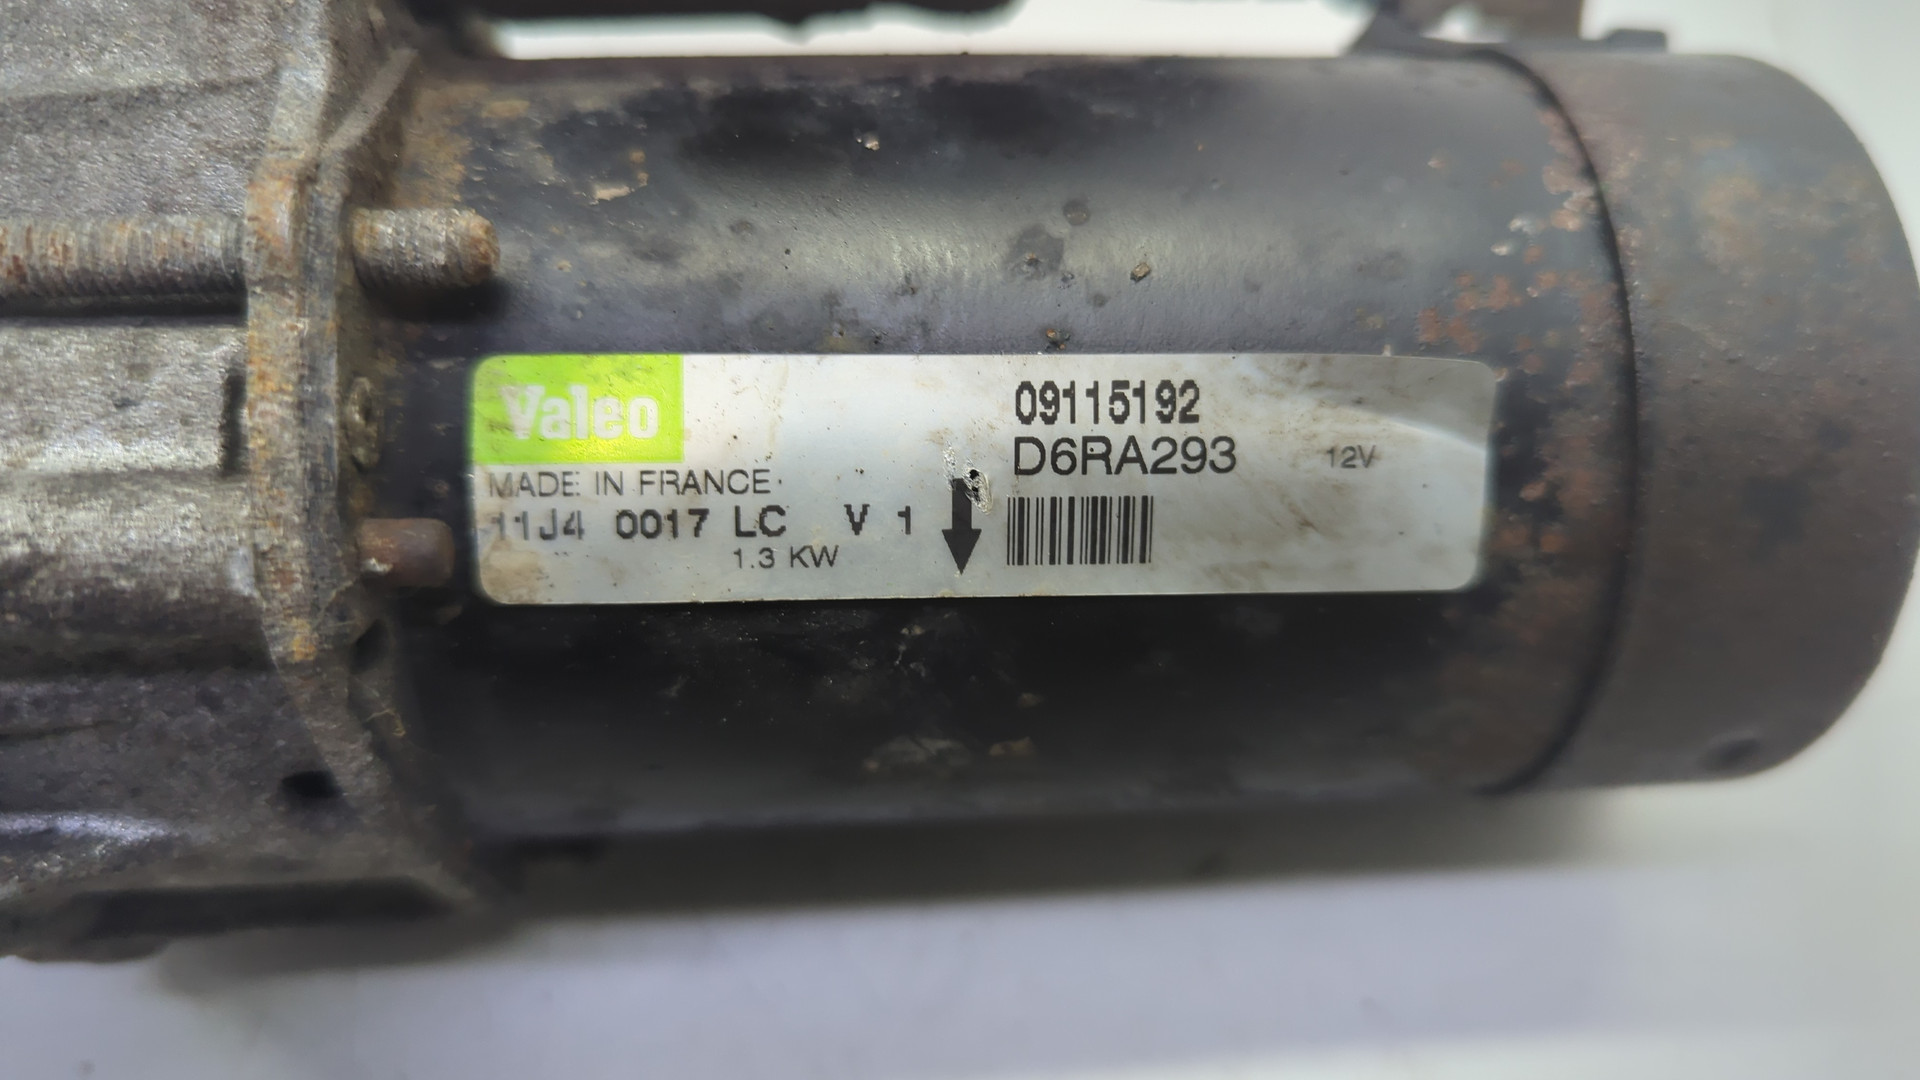 Valeo
MADE IN FRANCE
11J4 0017 LC V 1
1.3 KW
09115192
D6RA293 12V